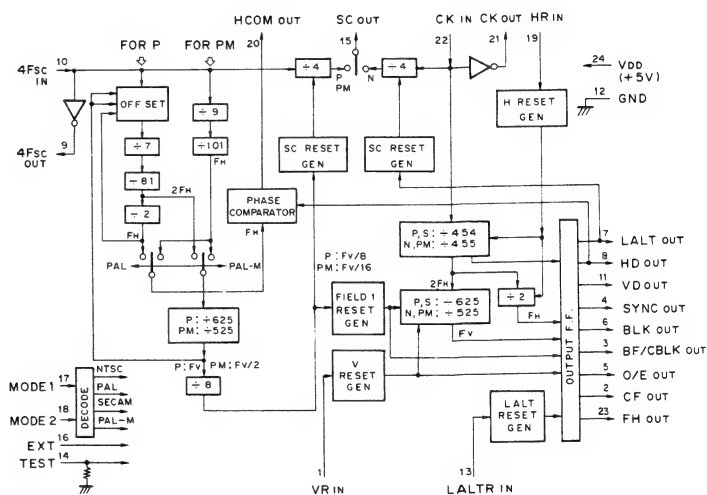 HCOM OUT
20
SC OUT
15
CK IN
22
CK OUT
21
HR IN
19
FOR P
FOR PM
10
4FSC IN
÷4
P
PM
N
÷4
24
VDD
(+5V)
12
GND
OFF SET
÷9
H RESET GEN
9
4FSC OUT
÷7
÷101
SC RESET GEN
SC RESET GEN
FH
÷81
2FH
÷2
PHASE COMPARATOR
FH
FH
P,S: ÷454
N,PM: ÷455
7
LALT OUT
8
HD OUT
PAL
PAL-M
P: FV/8
PM: FV/16
2FH
÷2
11
VD OUT
P: ÷625
PM: ÷525
FIELD 1 RESET GEN
P,S: ÷625
N,PM: ÷525
FH
4
SYNC OUT
FV
OUTPUT F.F.
6
BLK OUT
P: FV
PM: FV/2
÷8
V RESET GEN
3
BF/CBLK OUT
5
O/E OUT
MODE 1
17
MODE 2
18
DECODE
NTSC
PAL
SECAM
PAL-M
LALT RESET GEN
2
CF OUT
23
FH OUT
EXT
16
TEST
14
1
VR IN
13
LALTR IN